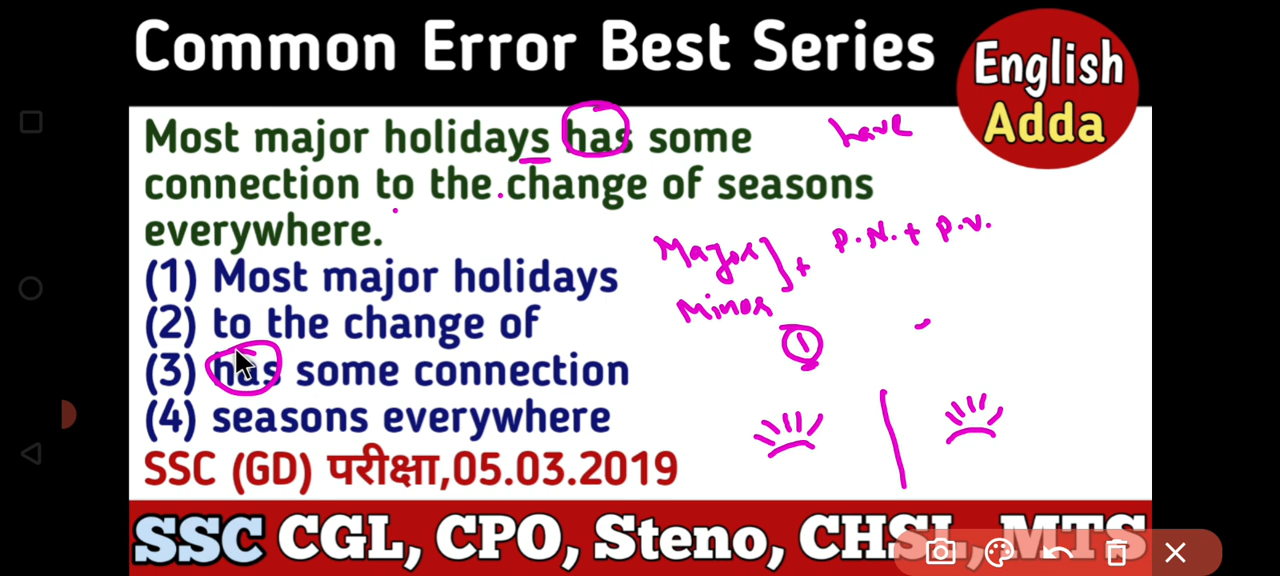 Common Error Best Series
English
Adda
Most major holidays has some
have
connection to the change of seasons
everywhere.
Major
Minor
+ P.N. + P.V.
(1) Most major holidays
(2) to the change of
1
(3) has some connection
(4) seasons everywhere
SSC (GD) परीक्षा,05.03.2019
SSC CGL, CPO, Steno, CHSL, MTS